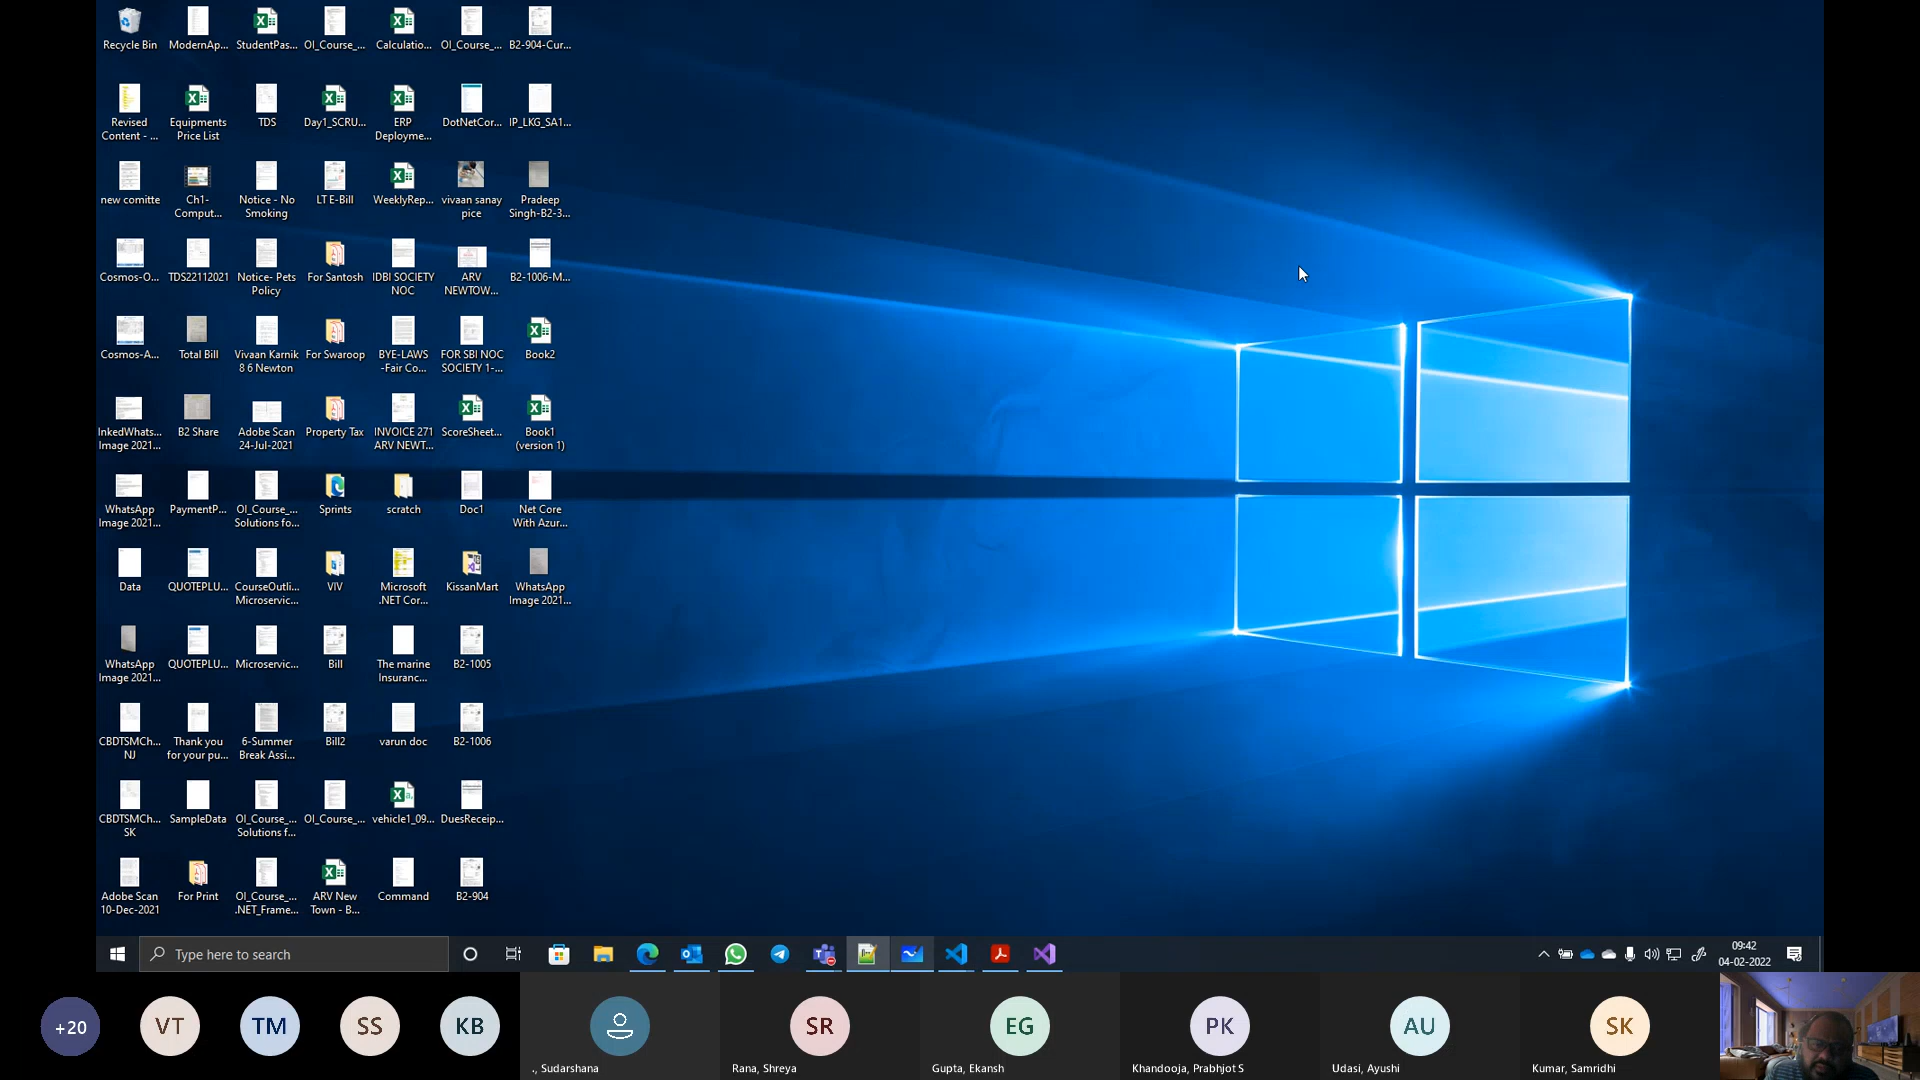 Recycle Bin
ModernAp...
StudentPas...
OI_Course_...
Calculatio...
OI_Course_...
B2-904-Cur...
Revised
Content - ...
Equipments
Price List
TDS
Day1_SCRU...
ERP
Deployme...
DotNetCor...
IP_LKG_SA1...
new comitte
Ch1-
Comput...
Notice - No
Smoking
LT E-Bill
WeeklyRep...
vivaan sanay
pice
Pradeep
Singh-B2-3...
Cosmos-O...
TDS22112021
Notice- Pets
Policy
For Santosh
IDBI SOCIETY
NOC
ARV
NEWTOW...
B2-1006-M...
Cosmos-A...
Total Bill
Vivaan Karnik
8 6 Newton
For Swaroop
BYE-LAWS
-Fair Co...
FOR SBI NOC
SOCIETY 1-...
Book2
InkedWhats...
Image 2021...
B2 Share
Adobe Scan
24-Jul-2021
Property Tax
INVOICE 271
ARV NEWT...
ScoreSheet...
Book1
(version 1)
WhatsApp
Image 2021...
PaymentP...
OI_Course_...
Solutions fo...
Sprints
scratch
Doc1
Net Core
With Azur...
Data
QUOTEPLU...
CourseOutli...
Microservic...
VIV
Microsoft
.NET Cor...
KissanMart
WhatsApp
Image 2021...
WhatsApp
Image 2021...
QUOTEPLU...
Microservic...
Bill
The marine
Insuranc...
B2-1005
CBDTSMCh...
NJ
Thank you
for your pu...
6-Summer
Break Assi...
Bill2
varun doc
B2-1006
CBDTSMCh...
SK
SampleData
OI_Course_...
Solutions f...
OI_Course_...
vehicle1_09...
DuesReceip...
Adobe Scan
10-Dec-2021
For Print
OI_Course_...
.NET_Frame...
ARV New
Town - B...
Command
B2-904
Type here to search
09:42
04-02-2022
+20
VT
TM
SS
KB
SR
EG
PK
AU
SK
., Sudarshana
Rana, Shreya
Gupta, Ekansh
Khandooja, Prabhjot S
Udasi, Ayushi
Kumar, Samridhi